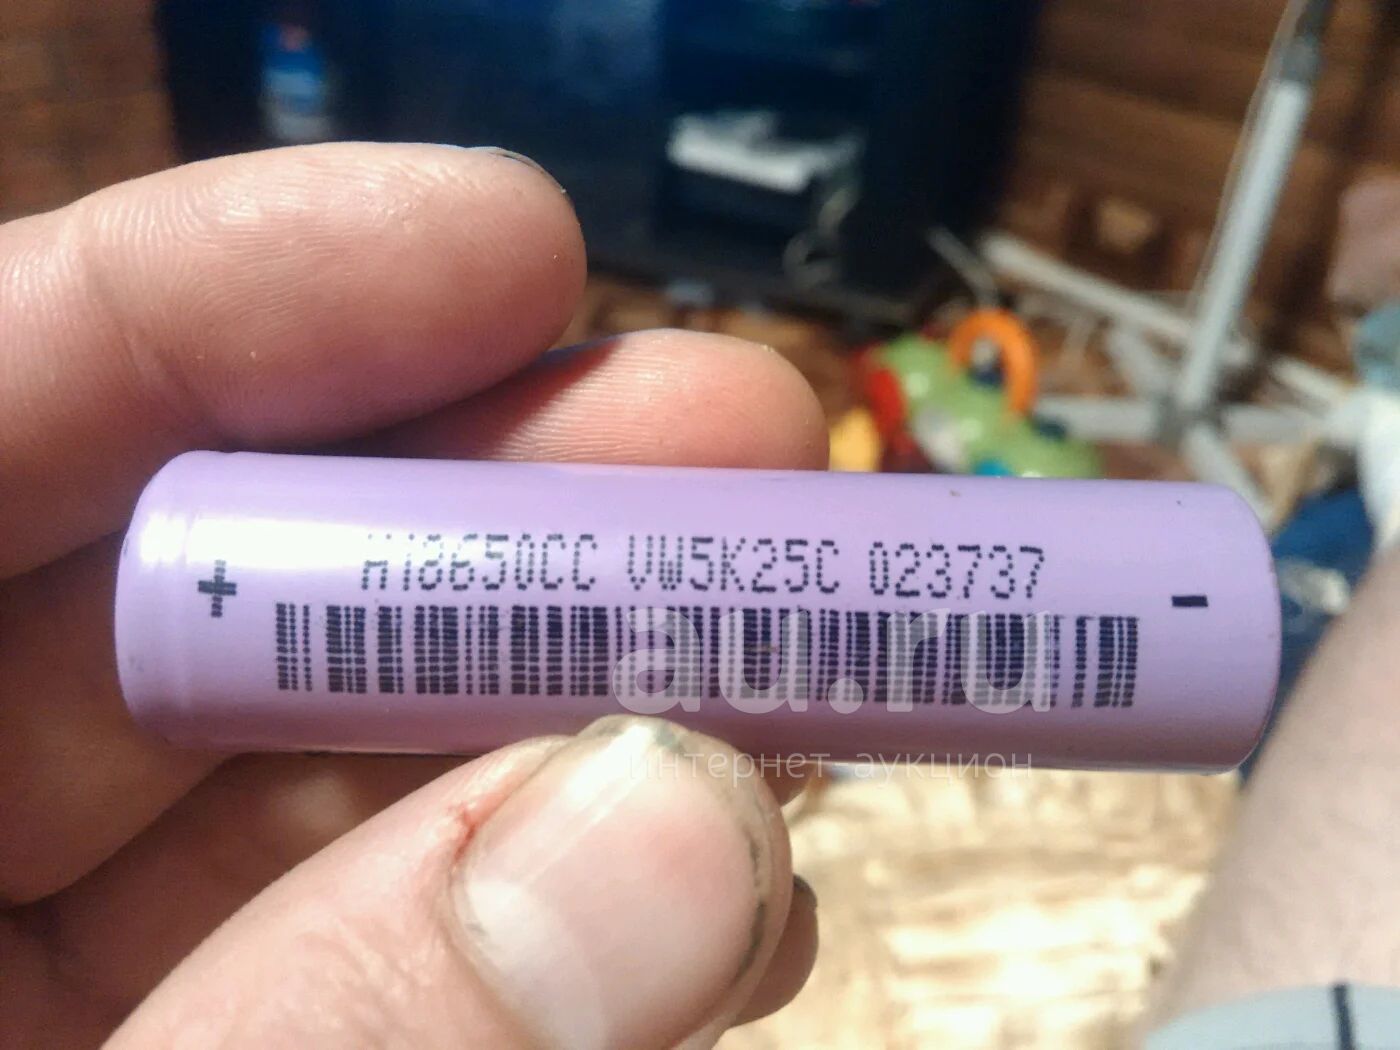 + H18650CC VW5K25C 023737 -
au.ru
интернет аукцион